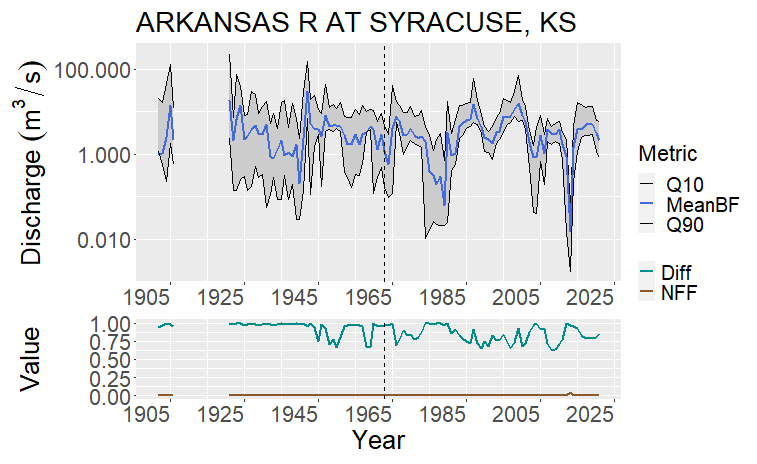 ARKANSAS R AT SYRACUSE, KS
Discharge (m³/s)
100.000
1.000
0.010
1905 1925 1945 1965 1985 2005 2025
Metric
Q10
MeanBF
Q90
Diff
NFF
Value
1.00
0.75
0.50
0.25
0.00
1905 1925 1945 1965 1985 2005 2025
Year